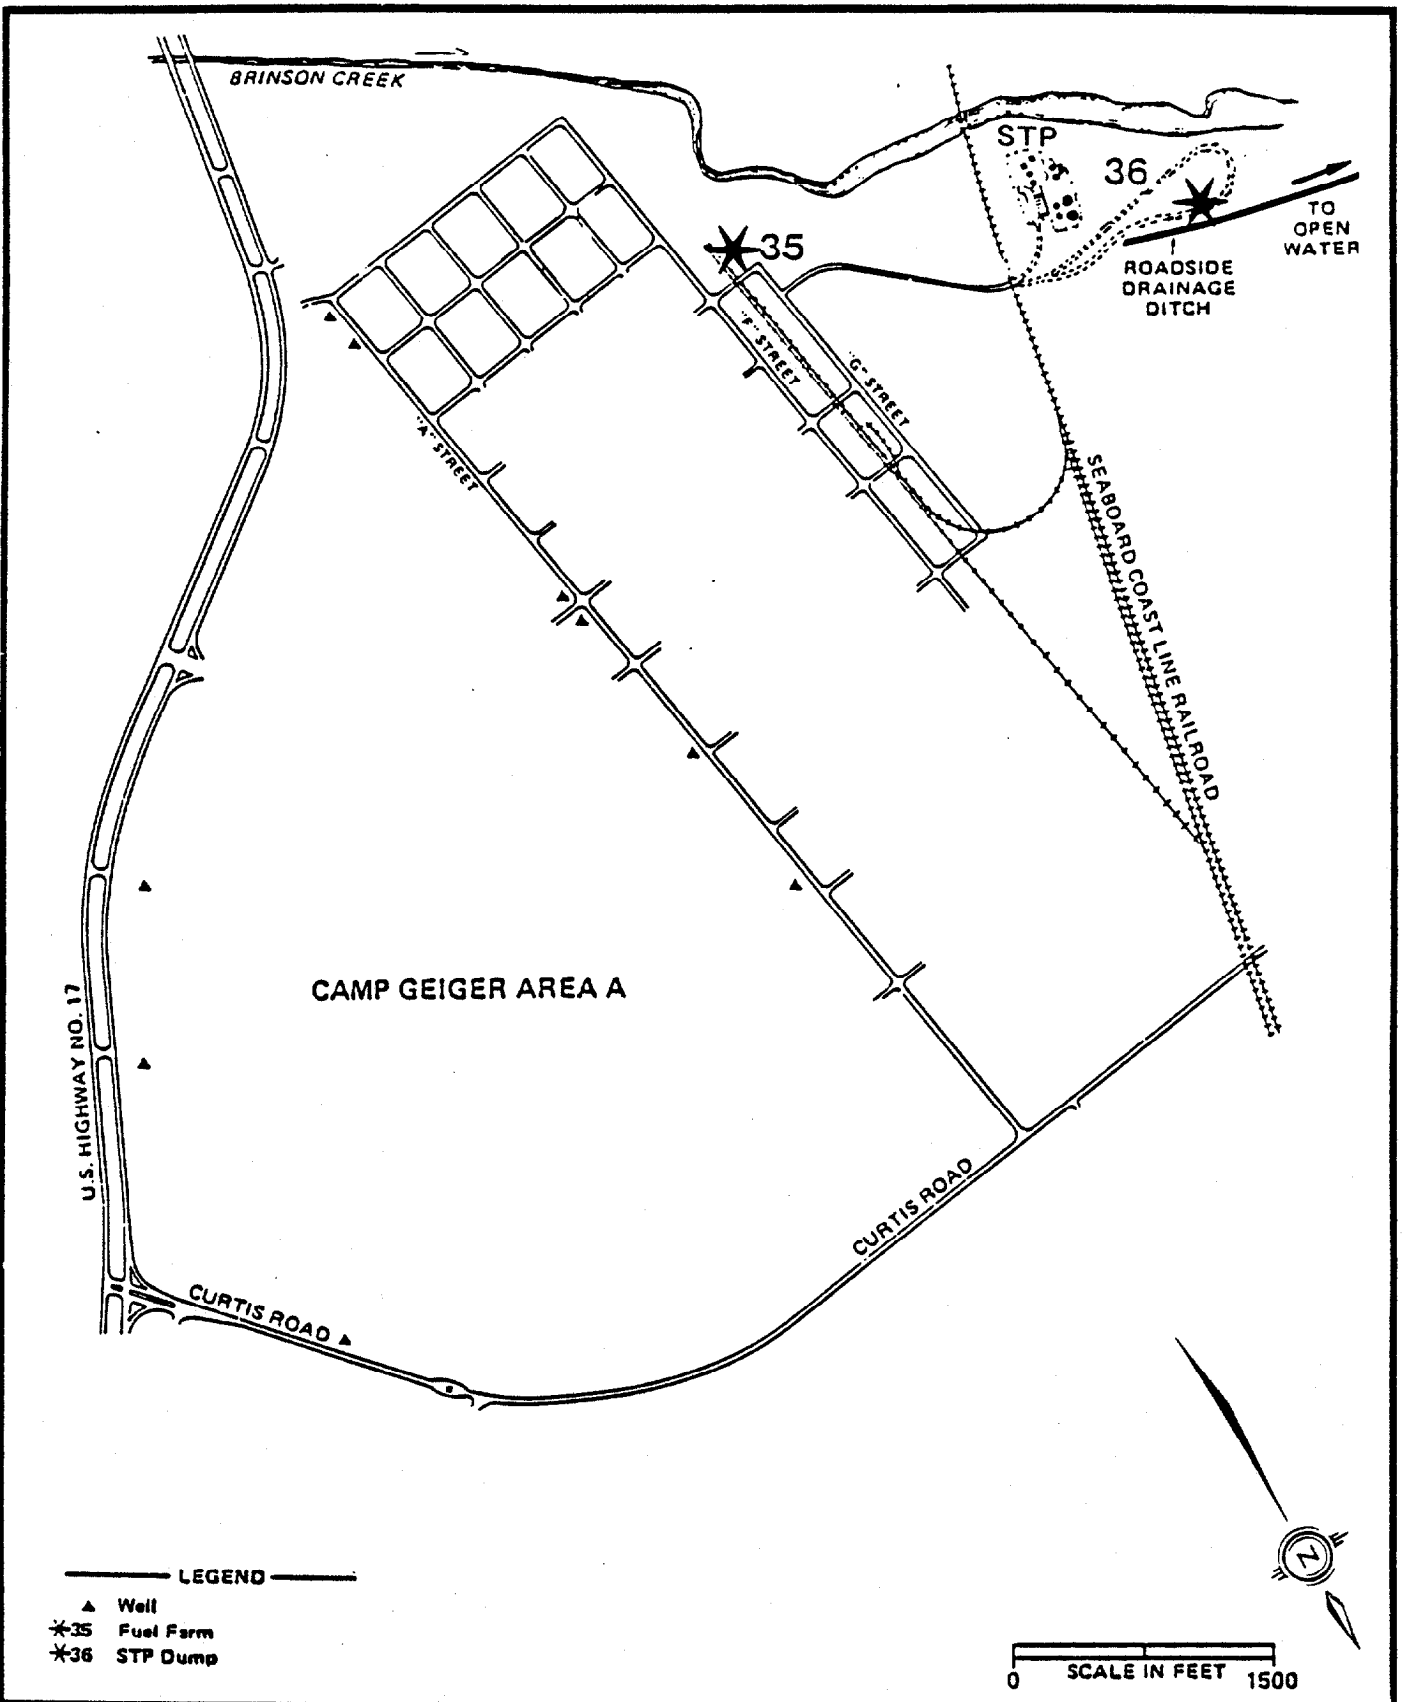 BRINSON CREEK
STP
36
35
TO
OPEN
WATER
ROADSIDE
DRAINAGE
DITCH
"F" STREET
"G" STREET
"A" STREET
SEABOARD COAST LINE RAILROAD
CAMP GEIGER AREA A
U.S. HIGHWAY NO. 17
CURTIS ROAD
CURTIS ROAD
N
LEGEND
Well
35 Fuel Farm
36 STP Dump
0 SCALE IN FEET 1500